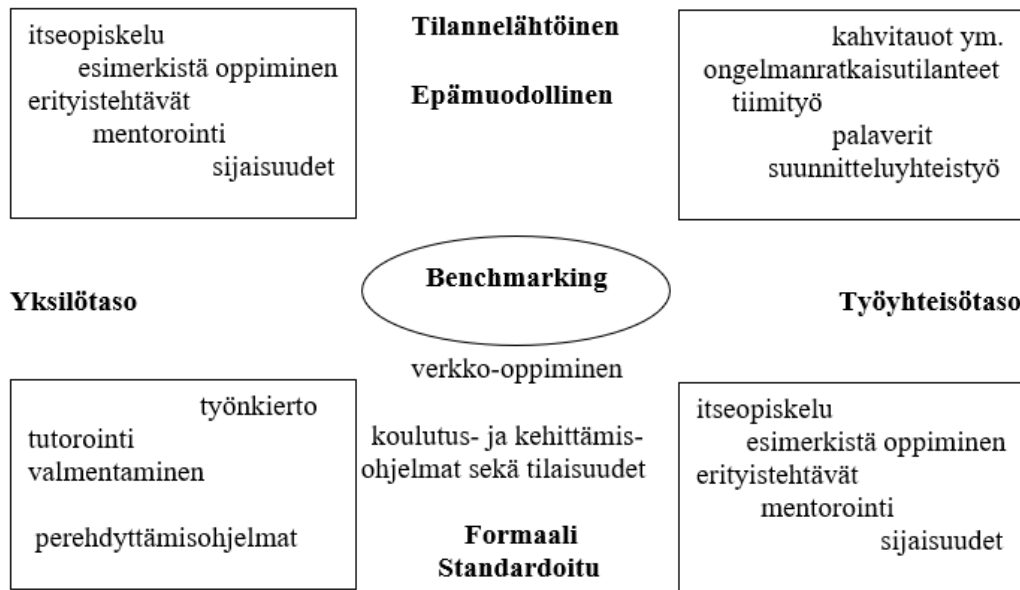 itseopiskelu
esimerkistä oppiminen
erityistehtävät
mentorointi
sijaisuudet
Tilannelähtöinen
Epämuodollinen
kahvitauot ym.
ongelmanratkaisutilanteet
tiimityö
palaverit
suunnitteluyhteistyö
Yksilötaso
Benchmarking
Työyhteisötaso
työnkierto
tutorointi
valmentaminen
perehdyttämisohjelmat
verkko-oppiminen
koulutus- ja kehittämis-
ohjelmat sekä tilaisuudet
Formaali
Standardoitu
itseopiskelu
esimerkistä oppiminen
erityistehtävät
mentorointi
sijaisuudet